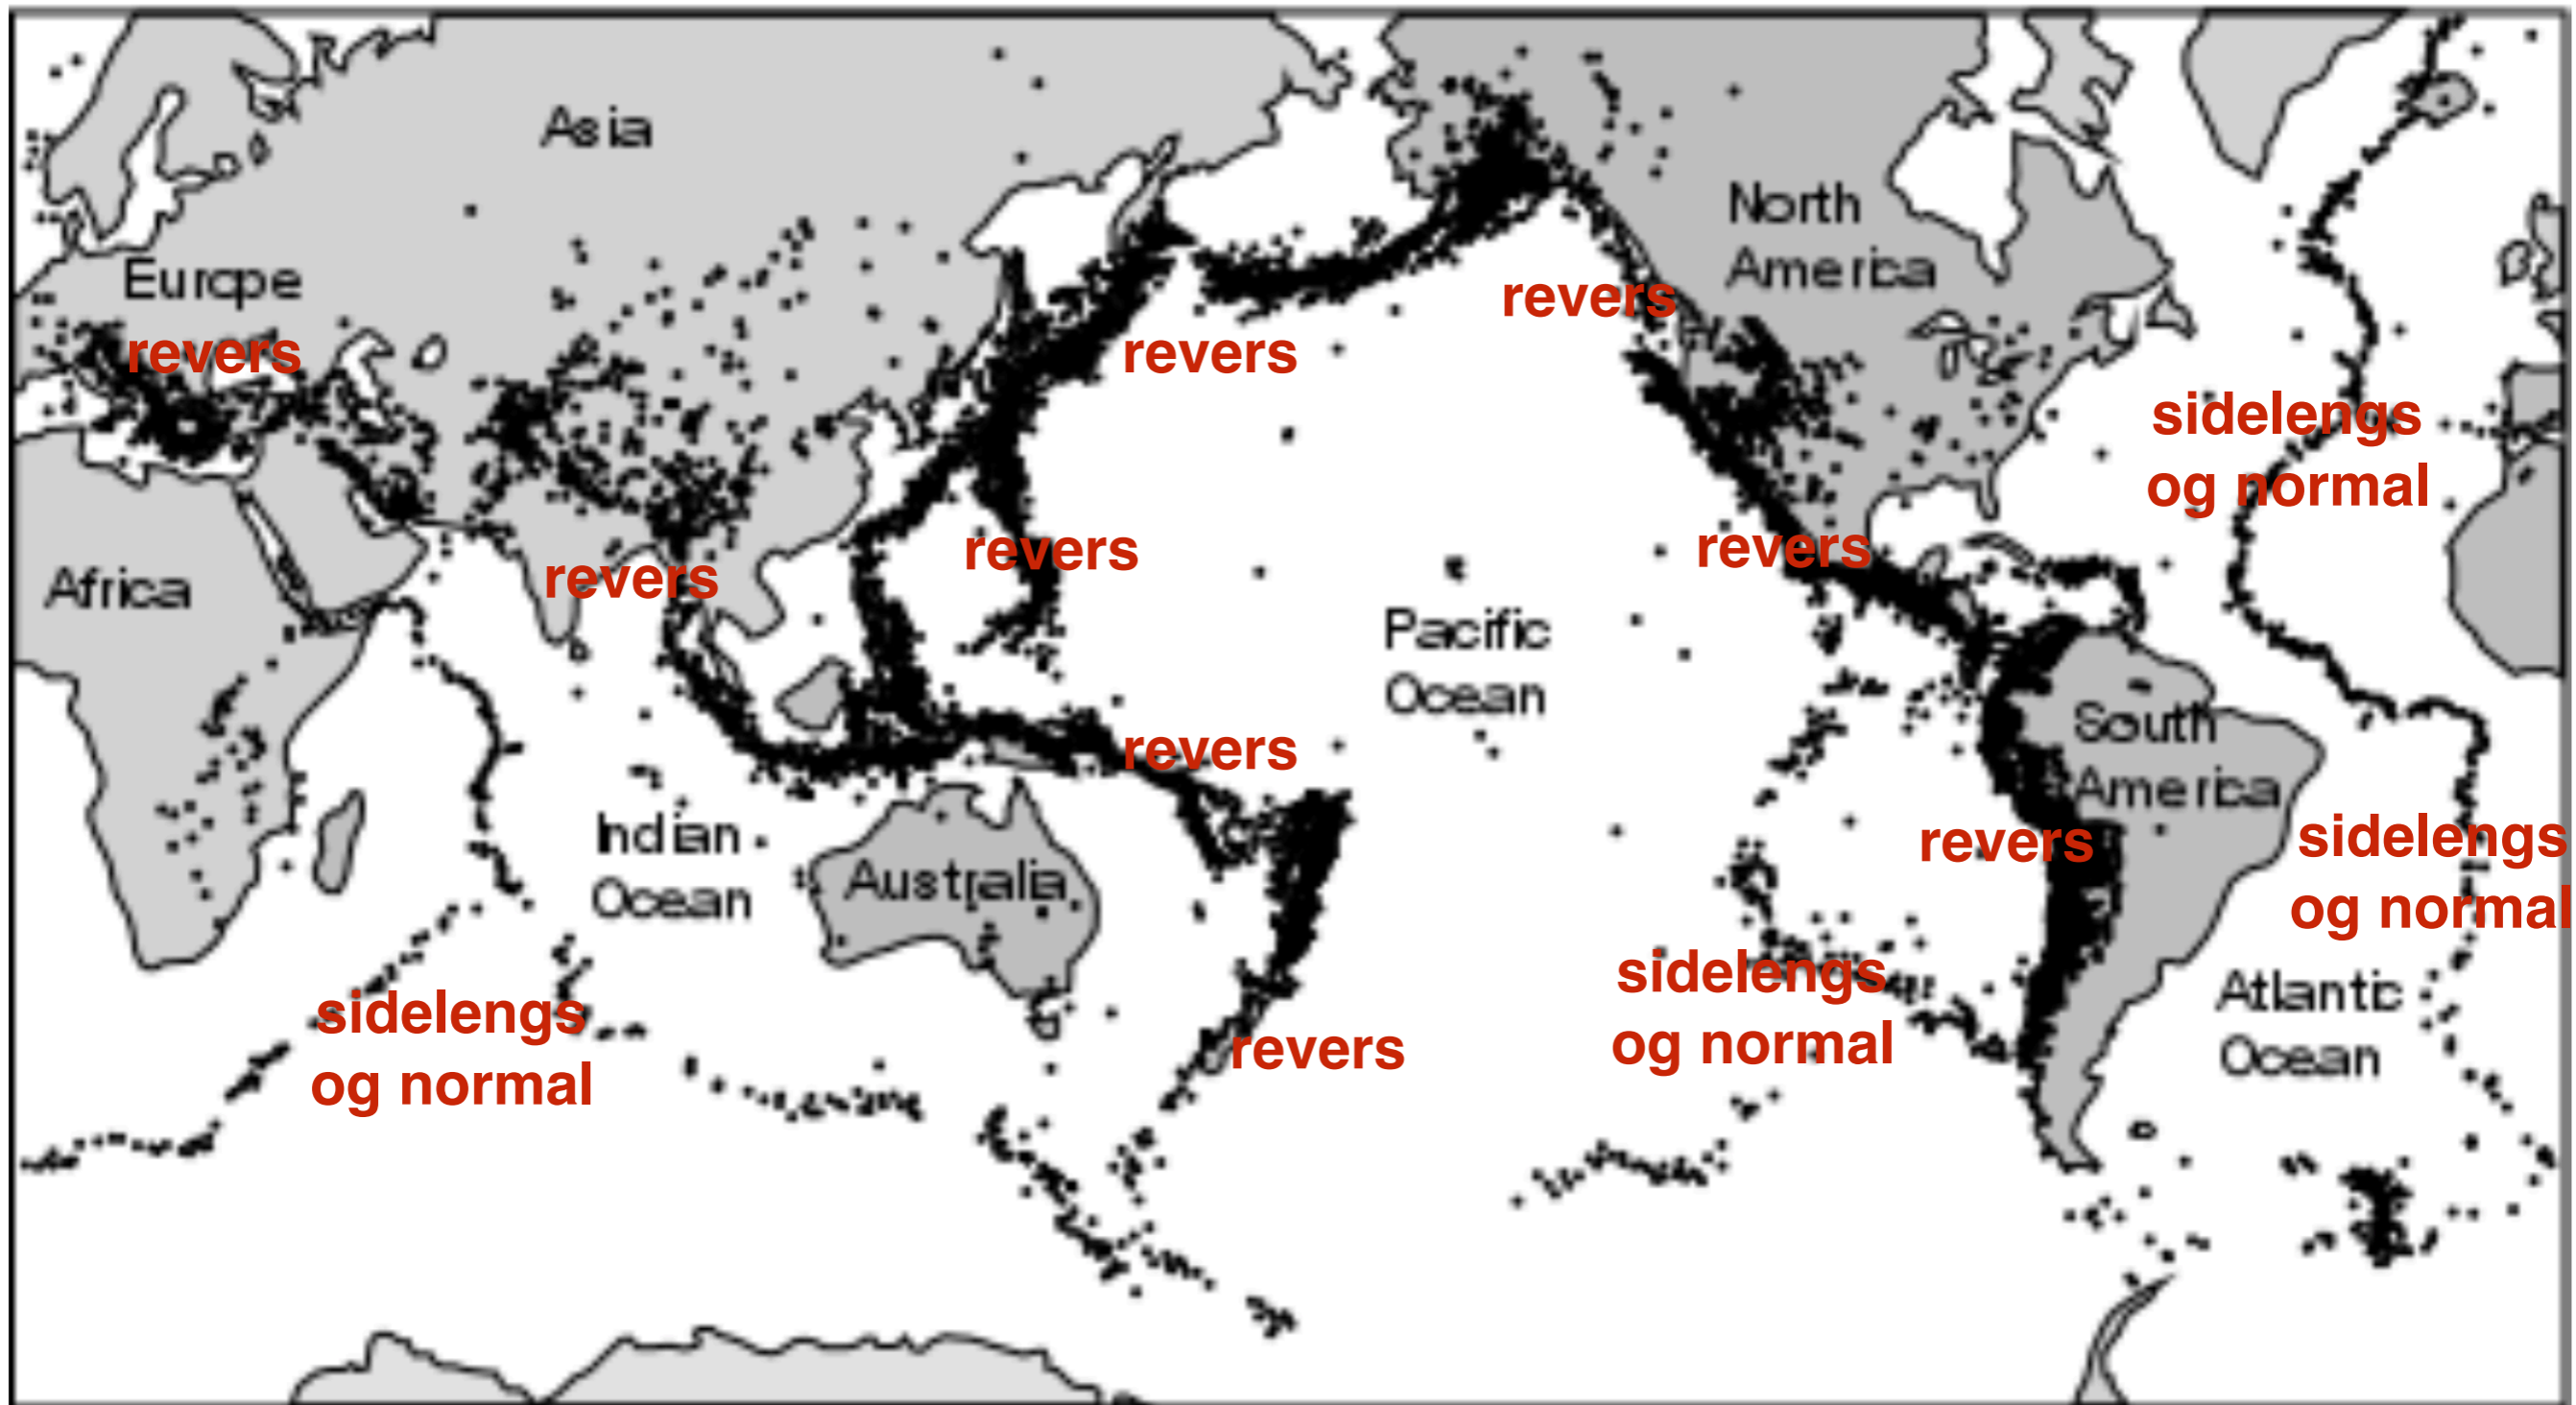 Asia
North
America
Europe
revers
revers
revers
sidelengs
og normal
Africa
revers
revers
revers
Pacific
Ocean
South
America
revers
Indian
Ocean
Australia
revers
sidelengs
og normal
sidelengs
og normal
Atlantic
Ocean
sidelengs
og normal
revers